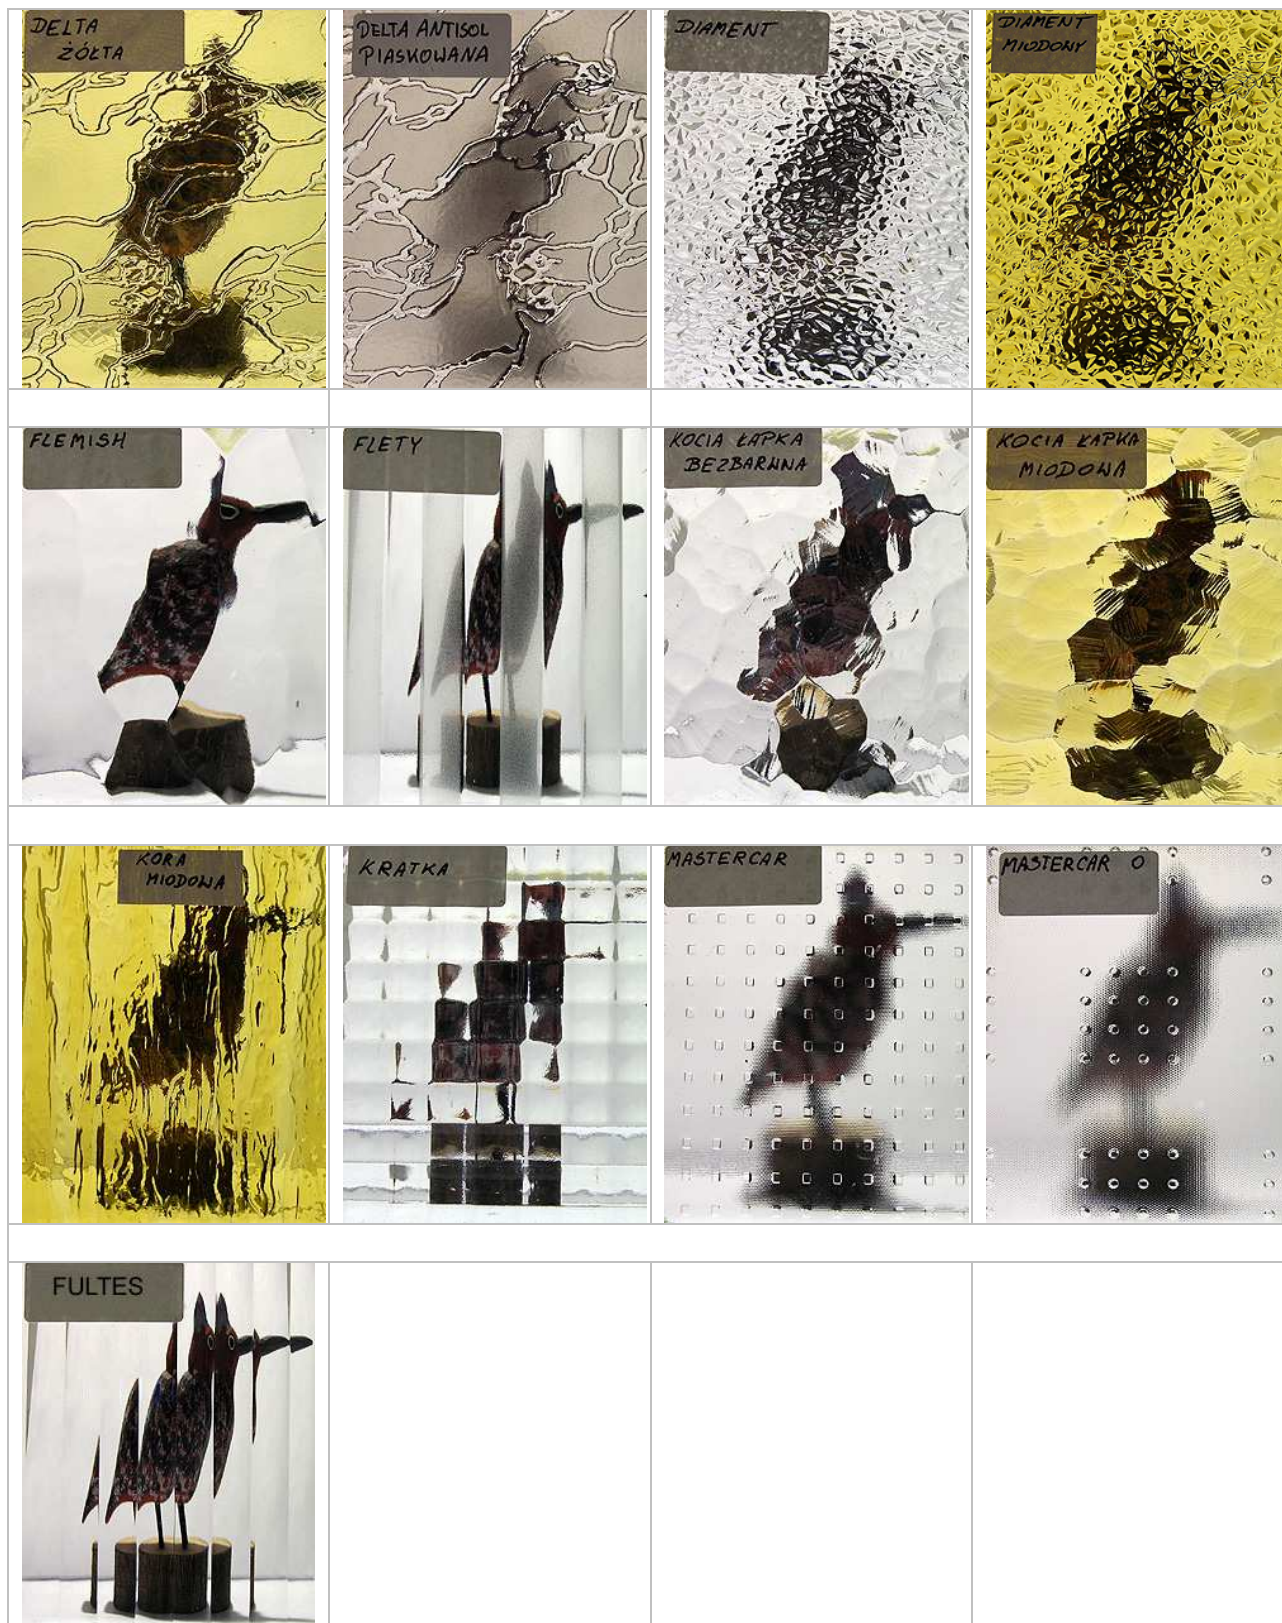 DELTA
ŻÓŁTA
DELTA ANTISOL
PIASKOWANA
DIAMENT
DIAMENT
MIODOWY
FLEMISH
FLETY
KOCIA ŁAPKA
BEZBARWNA
KOCIA ŁAPKA
MIODOWA
KORA
MIODOWA
KRATKA
MASTERCAR
MASTERCAR O
FULTES